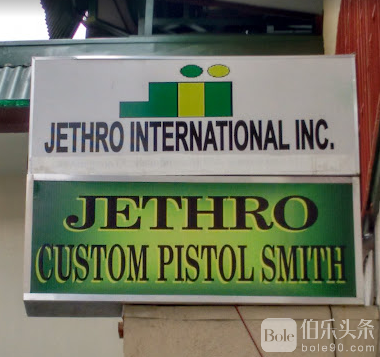 JETHRO INTERNATIONAL INC.
JETHRO
CUSTOM PISTOL SMITH
Bole 伯乐头条
bole90.com